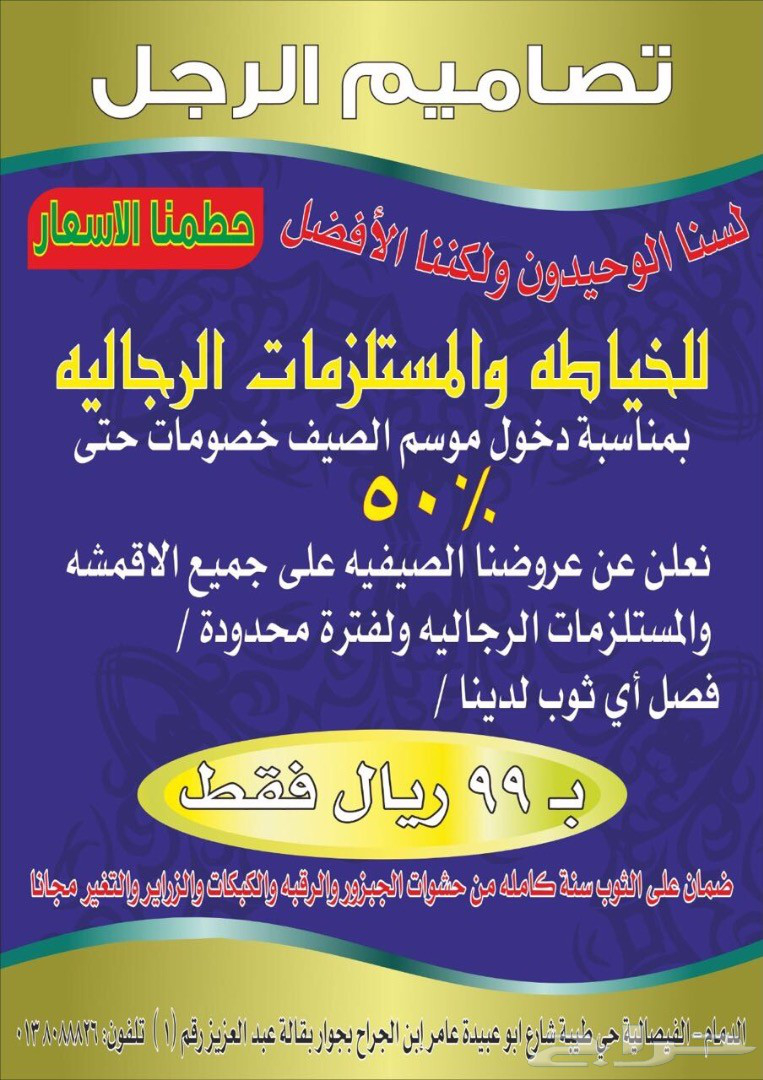 تصاميم الرجل
لسنا الوحيدون ولكننا الأفضل
حطمنا الاسعار
للخياطه والمستلزمات الرجاليه
بمناسبة دخول موسم الصيف خصومات حتى
٥٠%
نعلن عن عروضنا الصيفيه على جميع الاقمشه
والمستلزمات الرجاليه ولفترة محدودة /
فصل أي ثوب لدينا /
بـ ٩٩ ريال فقط
ضمان على الثوب سنة كامله من حشوات الجبزور والرقبه والكبكات والزراير والتغير مجانا
الدمام - الفيصالية حي طيبة شارع ابو عبيدة عامر إبن الجراح بجوار بقالة عبد العزيز رقم (١) تلفون: ٠١٣٨٠٨٨٨٢٦
حراج